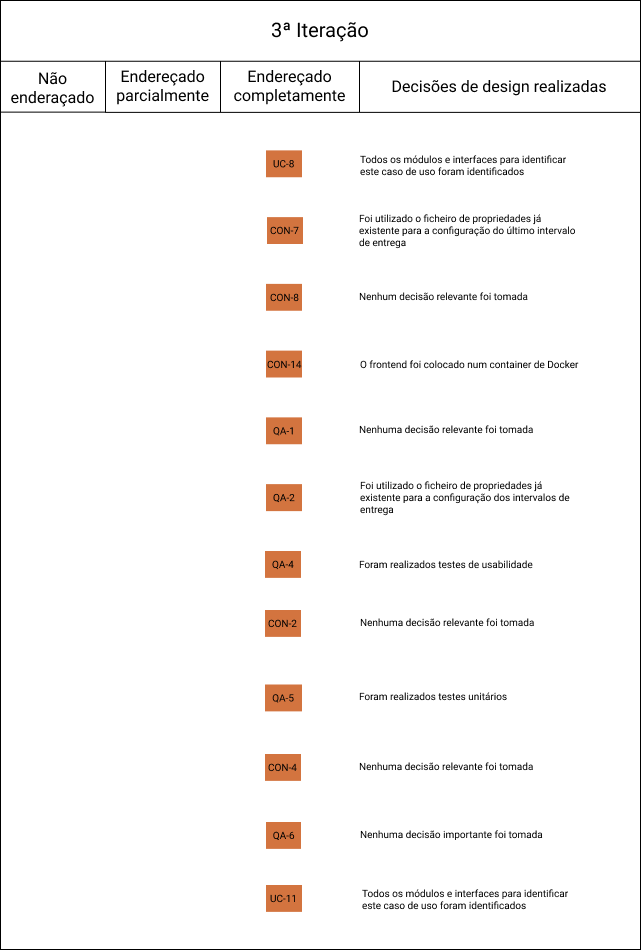 3ª Iteração
Não
enderaçado
Endereçado
parcialmente
Endereçado
completamente
Decisões de design realizadas
UC-8
Todos os módulos e interfaces para identificar
este caso de uso foram identificados
CON-7
Foi utilizado o ficheiro de propriedades já
existente para a configuração do último intervalo
de entrega
CON-8
Nenhum decisão relevante foi tomada
CON-14
O frontend foi colocado num container de Docker
QA-1
Nenhuma decisão relevante foi tomada
QA-2
Foi utilizado o ficheiro de propriedades já
existente para a configuração dos intervalos de
entrega
QA-4
Foram realizados testes de usabilidade
CON-2
Nenhuma decisão relevante foi tomada
QA-5
Foram realizados testes unitários
CON-4
Nenhuma decisão relevante foi tomada
QA-6
Nenhuma decisão importante foi tomada
UC-11
Todos os módulos e interfaces para identificar
este caso de uso foram identificados